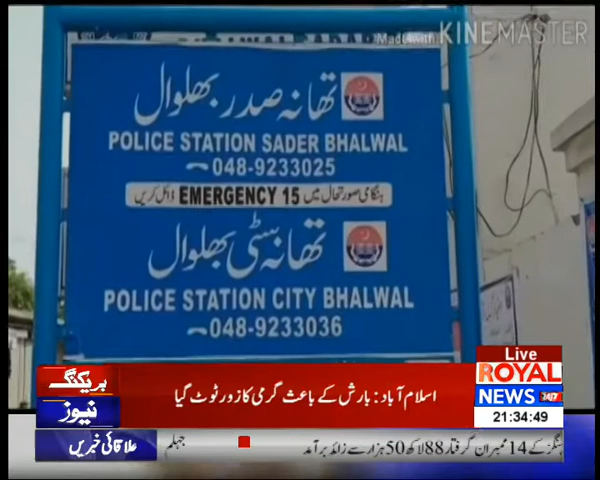 Made with KINEMASTER
تھانہ صدر بھلوال
POLICE STATION SADER BHALWAL
048-9233025
ہنگامی صورتحال میں EMERGENCY 15 ڈائل کریں
تھانہ سٹی بھلوال
POLICE STATION CITY BHALWAL
048-9233036
Live
ROYAL
NEWS 24/7
21:34:49
بریکنگ
نیوز
اسلام آباد : بارش کے باعث گرمی کا زور ٹوٹ گیا
علاقائی خبریں
جہلم
کے 14 ممبران گرفتار 88 لاکھ 50 ہزار سے زائد برآمد